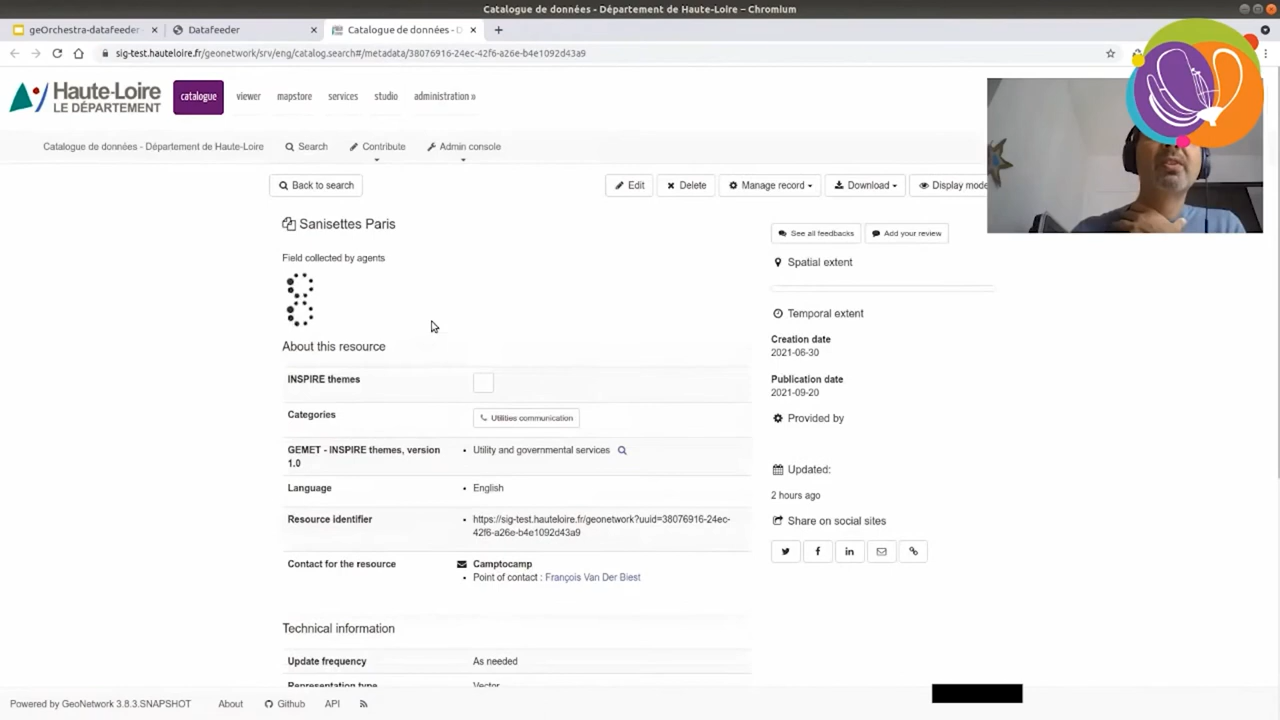 Catalogue de données - Département de Haute-Loire – Chromium
geOrchestra-datafeeder
Datafeeder
Catalogue de données - D
sig-test.hauteloire.fr/geonetwork/srv/eng/catalog.search#/metadata/38076916-24ec-42f6-a26e-b4e1092d43a9
Haute-Loire
LE DÉPARTEMENT
catalogue viewer mapstore services studio administration »
Catalogue de données - Département de Haute-Loire Search Contribute Admin console
Back to search Edit Delete Manage record Download Display mode
Sanisettes Paris
Field collected by agents
About this resource
INSPIRE themes
Categories Utilities communication
GEMET - INSPIRE themes, version
1.0
Utility and governmental services
Language English
Resource identifier https://sig-test.hauteloire.fr/geonetwork?uuid=38076916-24ec-
42f6-a26e-b4e1092d43a9
Contact for the resource Camptocamp
Point of contact : François Van Der Biest
Technical information
Update frequency As needed
Representation type Vector
See all feedbacks Add your review
Spatial extent
Temporal extent
Creation date
2021-06-30
Publication date
2021-09-20
Provided by
Updated:
2 hours ago
Share on social sites
Powered by GeoNetwork 3.8.3.SNAPSHOT About Github API